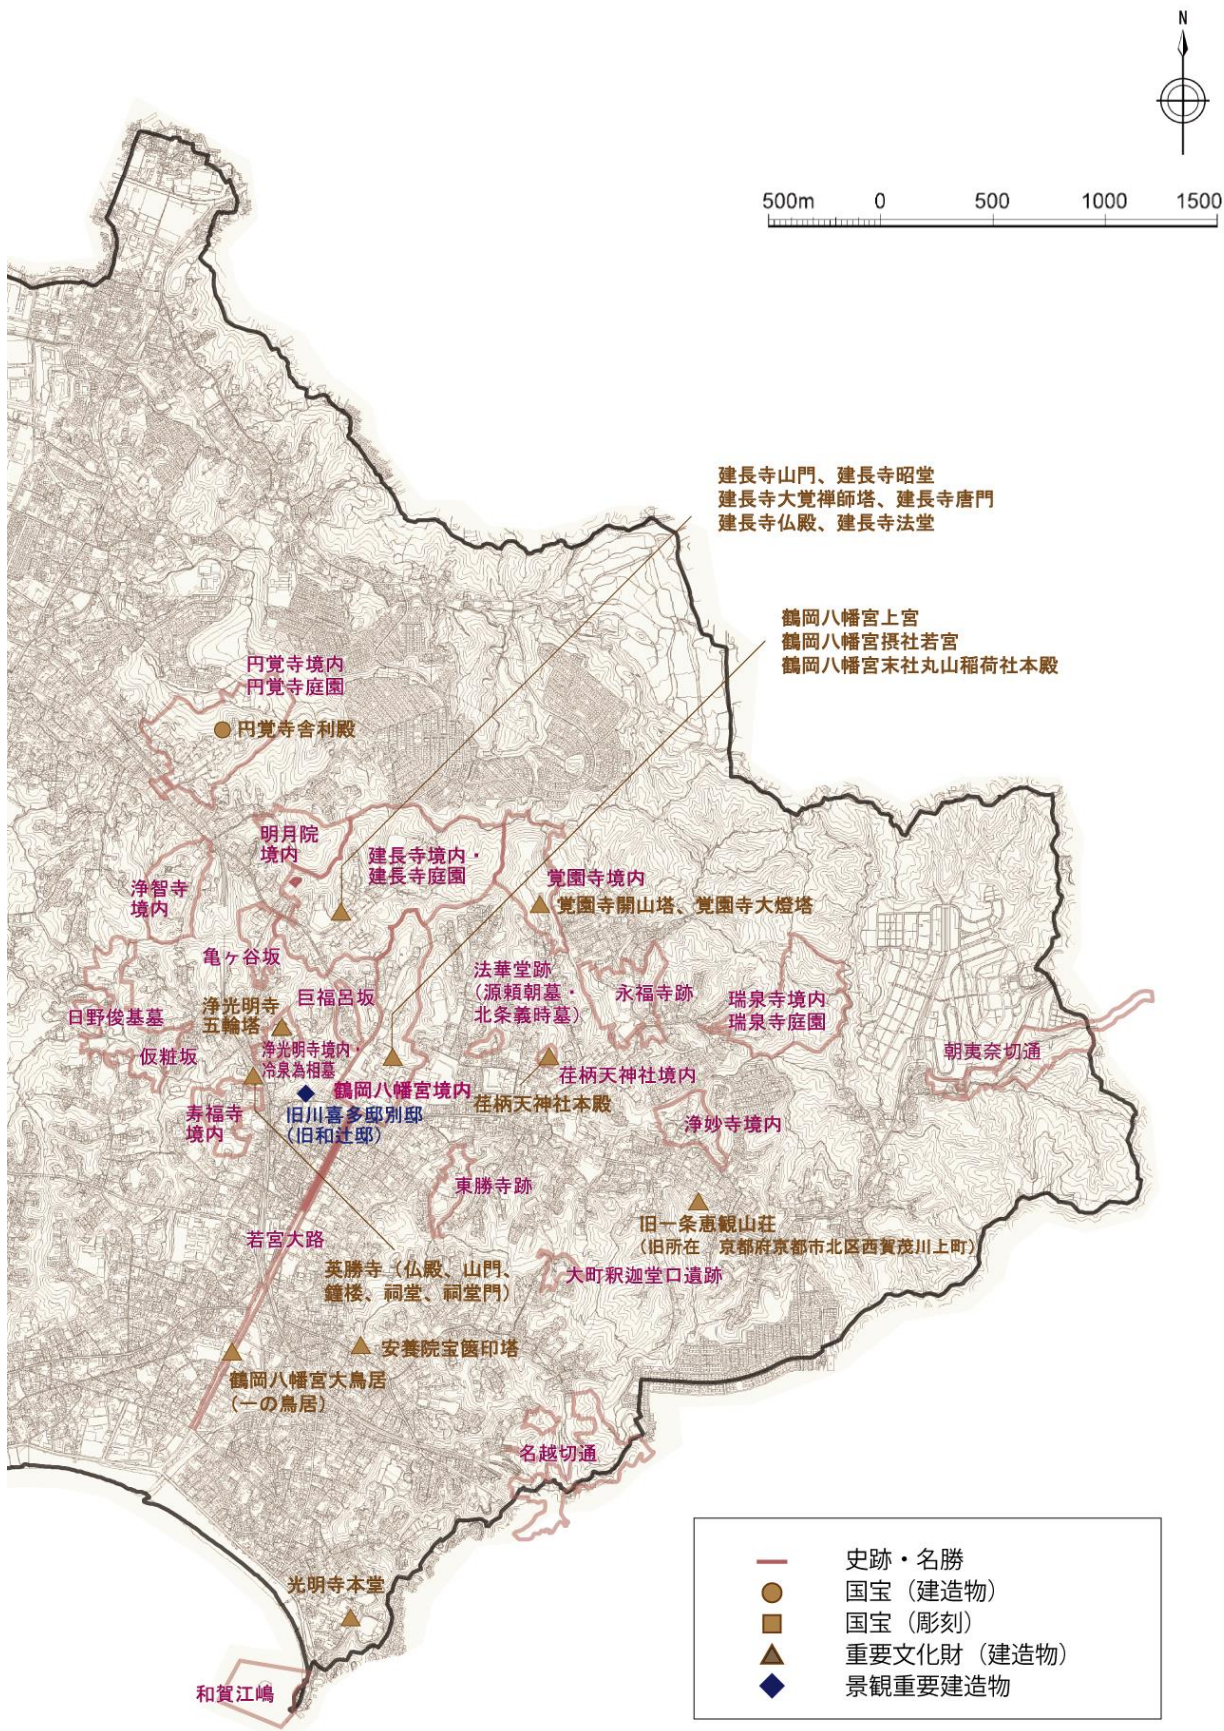 N
500m 0 500 1000 1500
建長寺山門、建長寺昭堂
建長寺大覚禅師塔、建長寺唐門
建長寺仏殿、建長寺法堂
鶴岡八幡宮上宮
鶴岡八幡宮摂社若宮
鶴岡八幡宮末社丸山稲荷社本殿
円覚寺境内
円覚寺庭園
円覚寺舎利殿
明月院
境内
建長寺境内・
建長寺庭園
浄智寺
境内
覚園寺境内
覚園寺開山塔、覚園寺大燈塔
亀ヶ谷坂
法華堂跡
(源頼朝墓・
北条義時墓)
永福寺跡
瑞泉寺境内
瑞泉寺庭園
巨福呂坂
浄光明寺
五輪塔
日野俊基墓
仮粧坂
浄光明寺境内・
冷泉為相墓
朝夷奈切通
荏柄天神社境内
鶴岡八幡宮境内
荏柄天神社本殿
寿福寺
境内
旧川喜多邸別邸
(旧和辻邸)
浄妙寺境内
東勝寺跡
旧一条恵観山荘
(旧所在 京都府京都市北区西賀茂川上町)
若宮大路
英勝寺(仏殿、山門、
鐘楼、祠堂、祠堂門)
大町釈迦堂口遺跡
安養院宝篋印塔
鶴岡八幡宮大鳥居
(一の鳥居)
名越切通
光明寺本堂
和賀江嶋
史跡・名勝
国宝(建造物)
国宝(彫刻)
重要文化財(建造物)
景観重要建造物